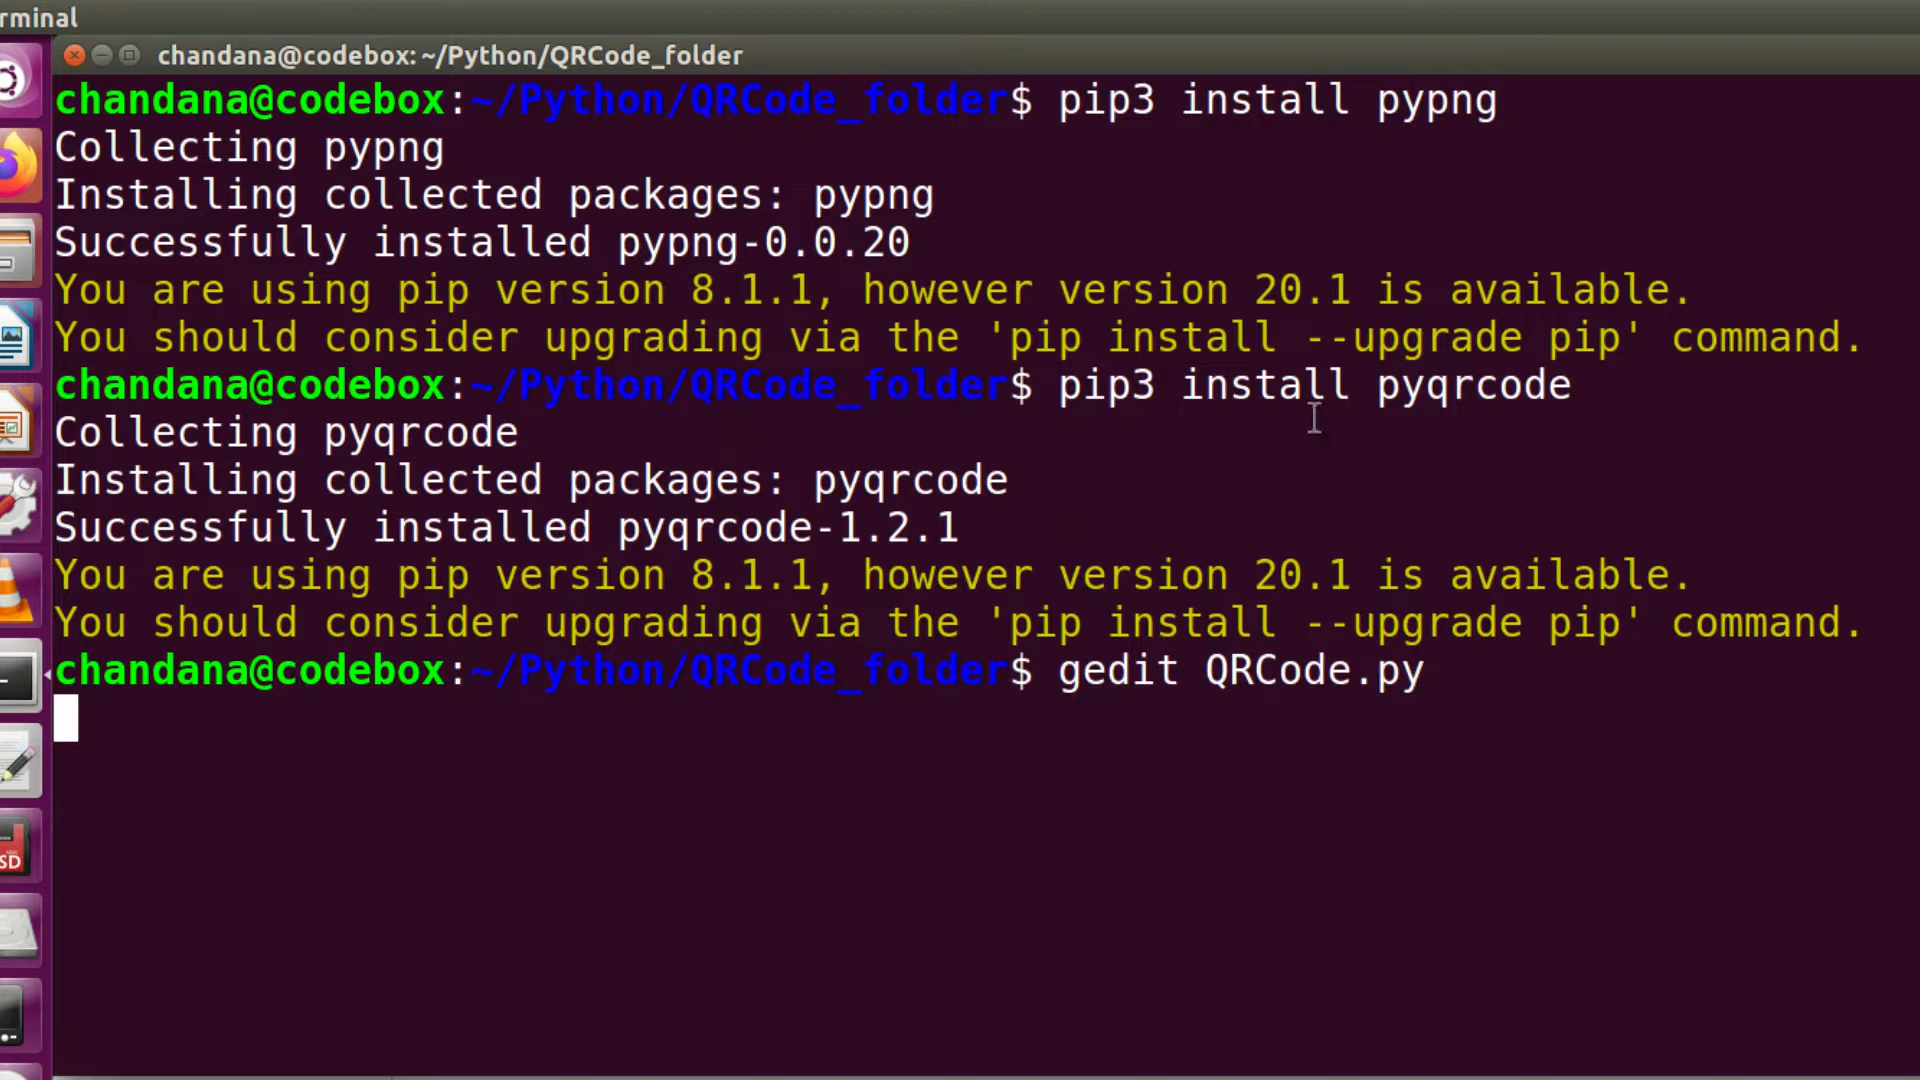 rminal
chandana@codebox: ~/Python/QRCode_folder
chandana@codebox:~/Python/QRCode_folder$ pip3 install pypng
Collecting pypng
Installing collected packages: pypng
Successfully installed pypng-0.0.20
You are using pip version 8.1.1, however version 20.1 is available.
You should consider upgrading via the 'pip install --upgrade pip' command.
chandana@codebox:~/Python/QRCode_folder$ pip3 install pyqrcode
Collecting pyqrcode
Installing collected packages: pyqrcode
Successfully installed pyqrcode-1.2.1
You are using pip version 8.1.1, however version 20.1 is available.
You should consider upgrading via the 'pip install --upgrade pip' command.
chandana@codebox:~/Python/QRCode_folder$ gedit QRCode.py
SD